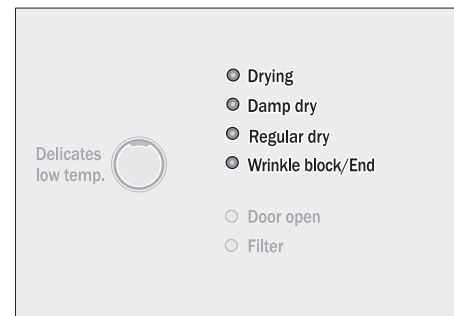 Drying
Damp dry
Regular dry
Wrinkle block/End
Delicates
low temp.
Door open
Filter